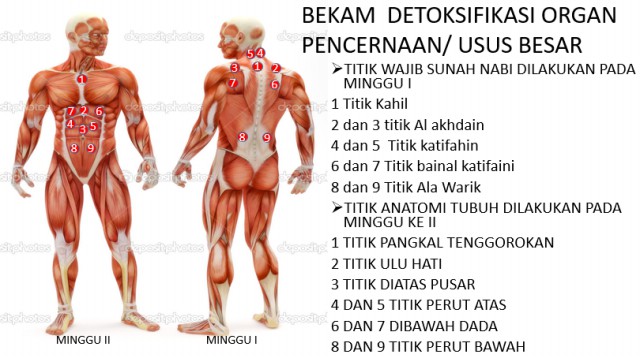 BEKAM  DETOKSIFIKASI ORGAN
PENCERNAAN/ USUS BESAR
➢TITIK WAJIB SUNAH NABI DILAKUKAN PADA
MINGGU I
1 Titik Kahil
2 dan 3 titik Al akhdain
4 dan 5  Titik katifahin
6 dan 7 Titik bainal katifaini
8 dan 9 Titik Ala Warik
➢TITIK ANATOMI TUBUH DILAKUKAN PADA
MINGGU KE II
1 TITIK PANGKAL TENGGOROKAN
2 TITIK ULU HATI
3 TITIK DIATAS PUSAR
4 DAN 5 TITIK PERUT ATAS
6 DAN 7 DIBAWAH DADA
8 DAN 9 TITIK PERUT BAWAH
1
7 2 6
4 5
3
8 9
MINGGU II
5 4
3 1 2
7 6
8 9
MINGGU I
depositphotos